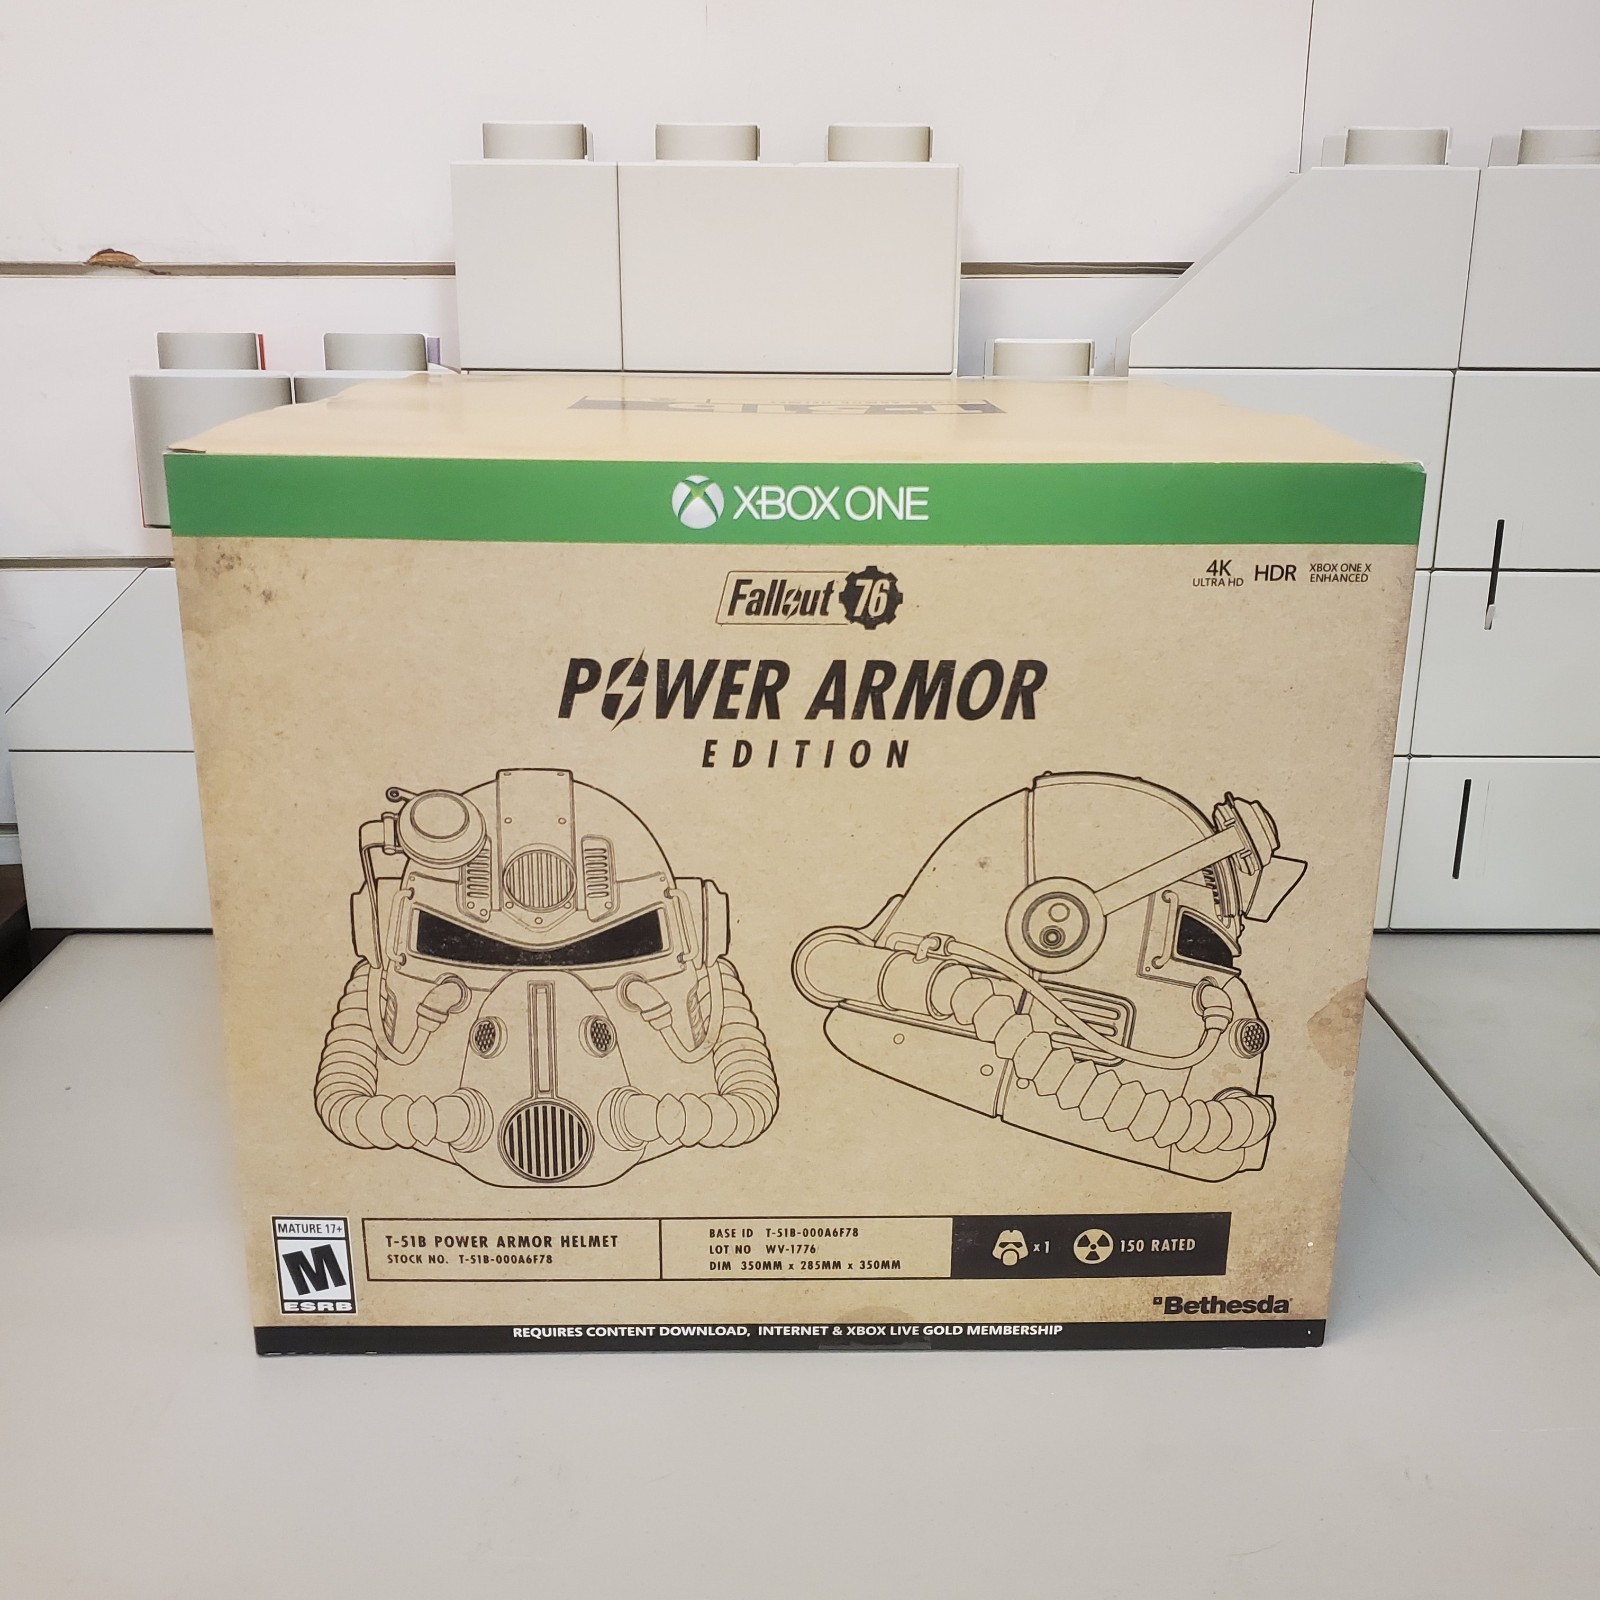 XBOX ONE
4K
ULTRA HD
HDR
XBOX ONE X
ENHANCED
Fallout 76
POWER ARMOR
EDITION
MATURE 17+
M
ESRB
T-51B POWER ARMOR HELMET
STOCK NO. T-51B-000A6F78
BASE ID T-51B-000A6F78
LOT NO WV-1776
DIM 350MM x 285MM x 350MM
x 1
150 RATED
Bethesda
REQUIRES CONTENT DOWNLOAD, INTERNET & XBOX LIVE GOLD MEMBERSHIP